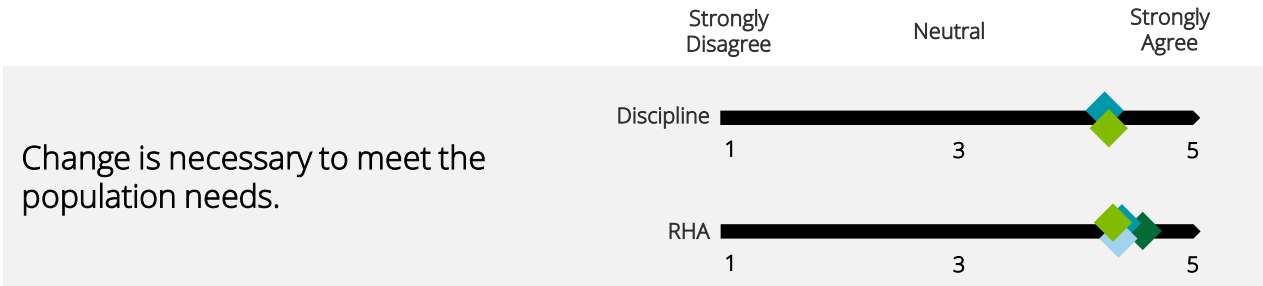 Strongly
Disagree
Neutral
Strongly
Agree
Change is necessary to meet the
population needs.
Discipline
1 3 5
RHA
1 3 5